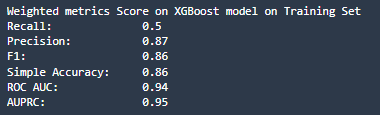 Weighted metrics Score on XGBoost model on Training Set
Recall: 0.5
Precision: 0.87
F1: 0.86
Simple Accuracy: 0.86
ROC AUC: 0.94
AUPRC: 0.95